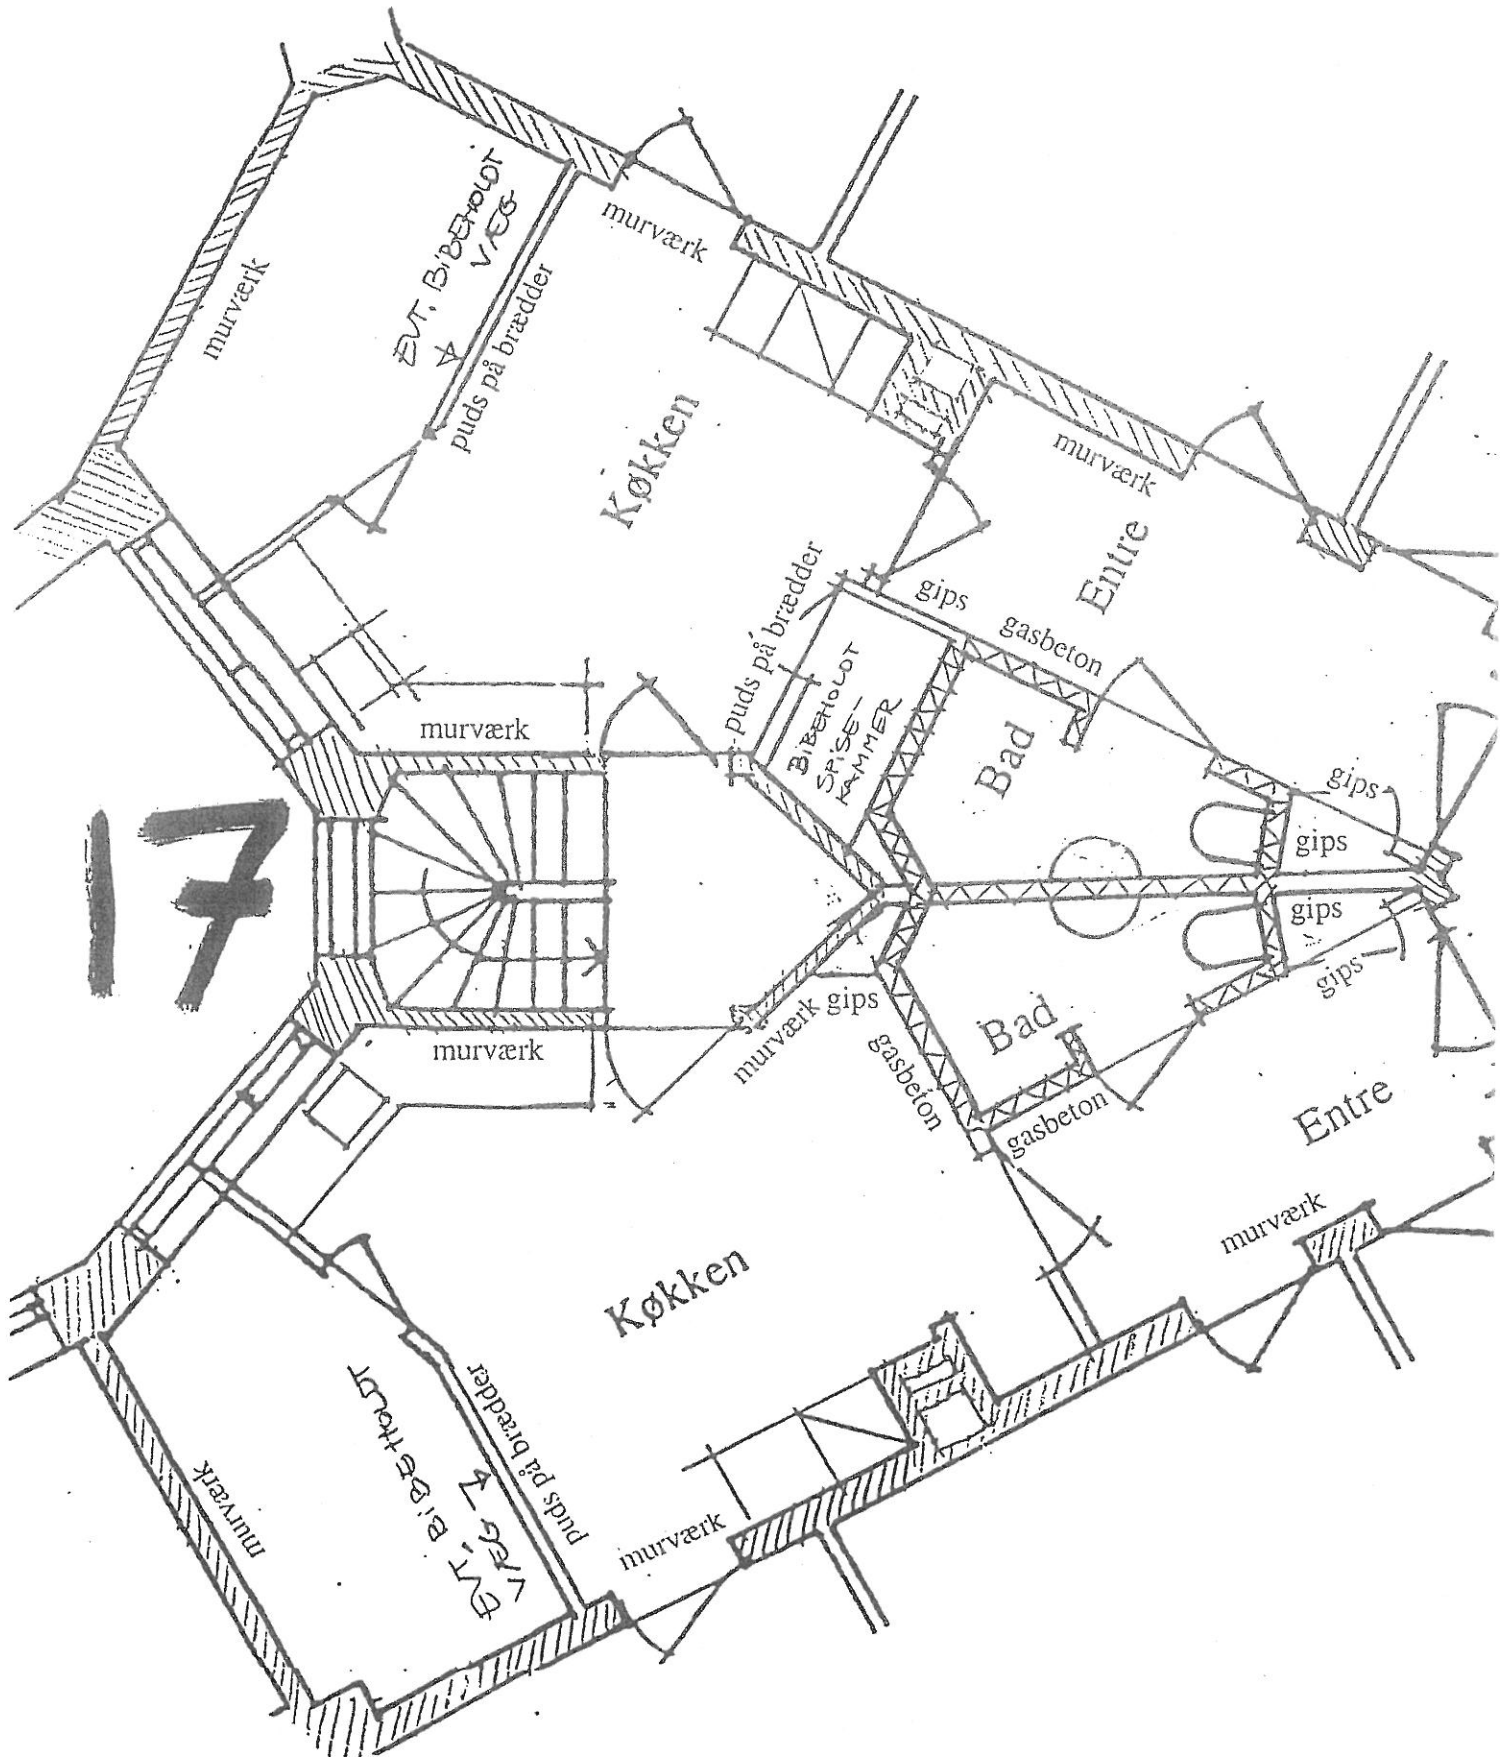 EVT. BIBEHOLDT
VÆG
murværk
murværk
puds på brædder
Køkken
murværk
Entre
puds på brædder
gips
gasbeton
BIBEHOLDT
SPISE-
KAMMER
murværk
Bad
gips
gips
17
gips
gips
murværk
gips
murværk
Bad
gasbeton
gasbeton
Entre
murværk
Køkken
puds på brædder
EVT. BIBEHOLDT
VÆG
murværk
murværk